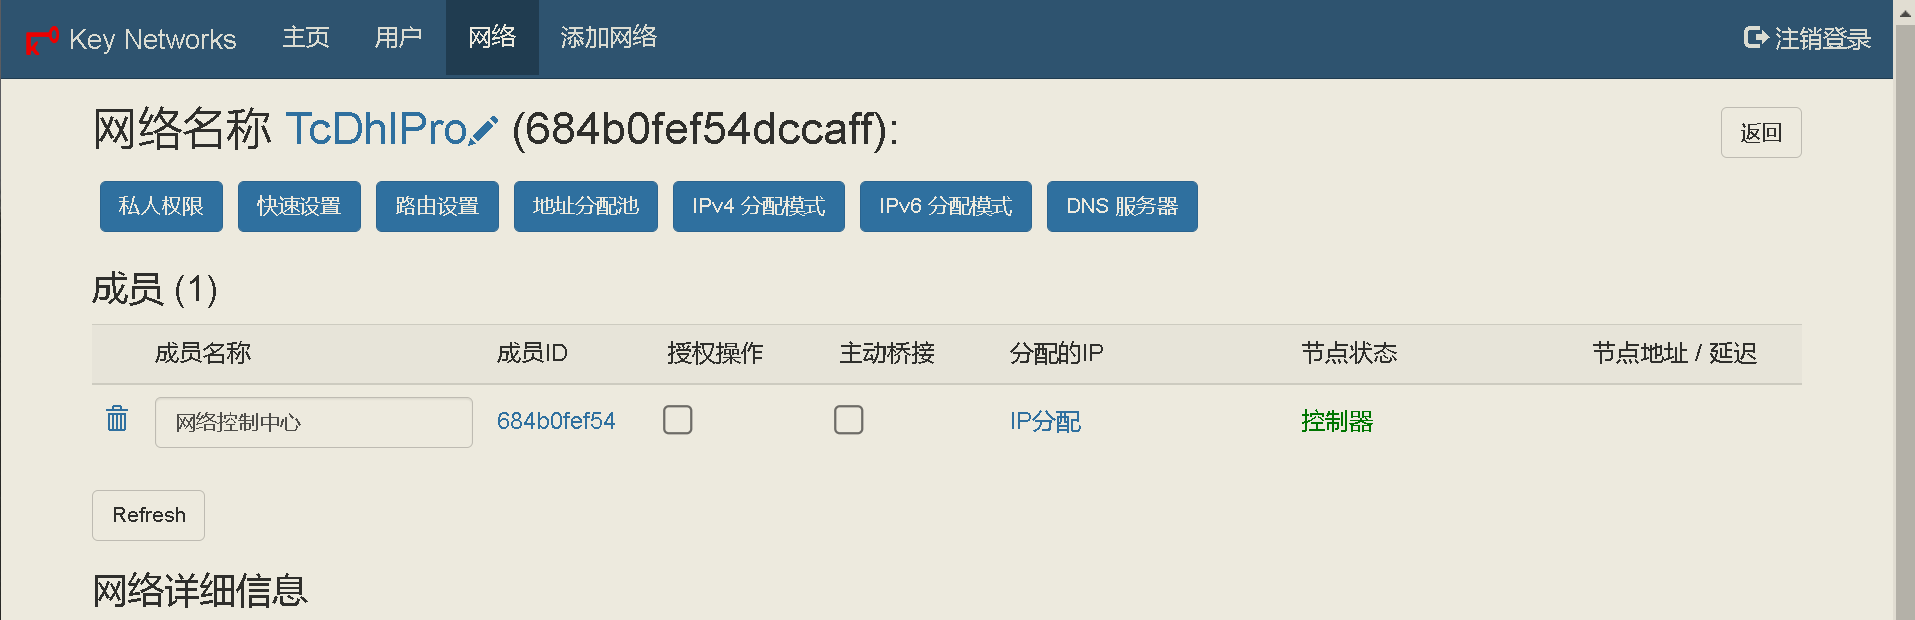 Key Networks 主页 用户 网络 添加网络 注销登录
网络名称 TcDhlPro (684b0fef54dccaff): 返回
私人权限 快速设置 路由设置 地址分配池 IPv4 分配模式 IPv6 分配模式 DNS 服务器
成员 (1)
成员名称 成员ID 授权操作 主动桥接 分配的IP 节点状态 节点地址 / 延迟
网络控制中心 684b0fef54 IP分配 控制器
Refresh
网络详细信息